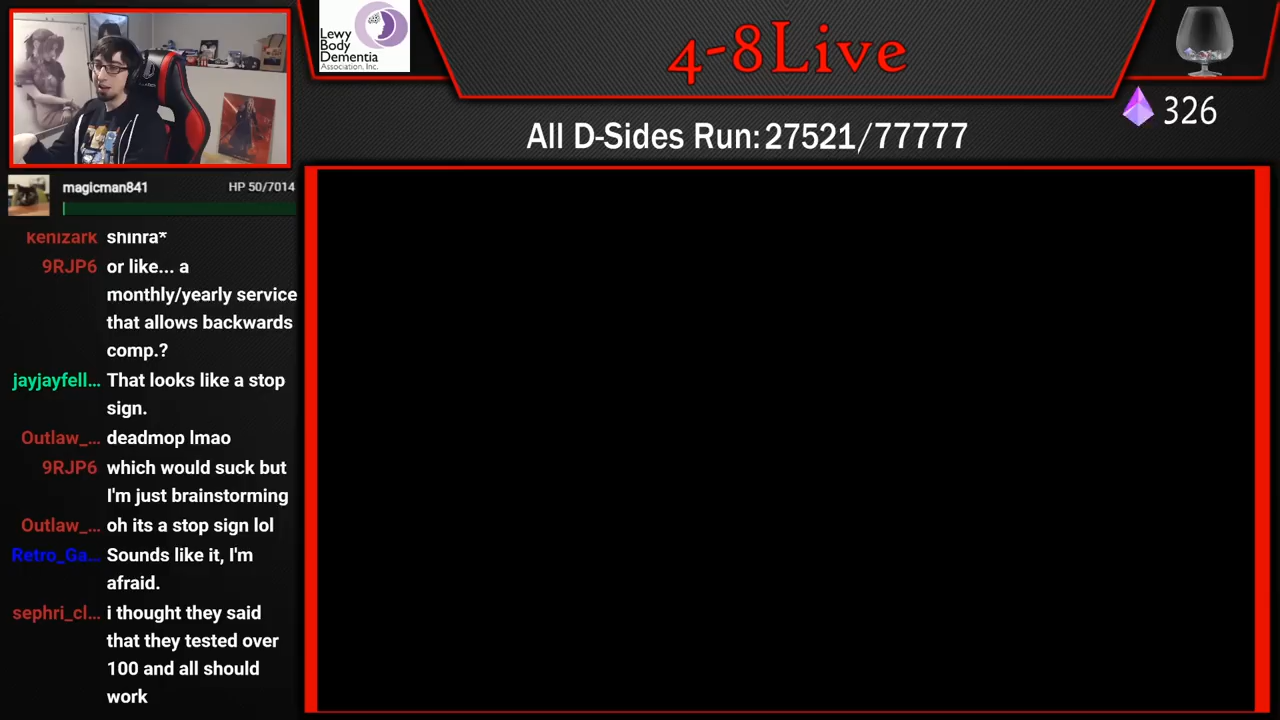 Lewy
Body
Dementia
Association, Inc.
4-8Live
326
All D-Sides Run:27521/77777
magicman841
HP 50/7014
kenizark shinra*
9RJP6 or like... a
monthly/yearly service
that allows backwards
comp.?
jayjayfell… That looks like a stop
sign.
Outlaw_… deadmop lmao
9RJP6 which would suck but
I'm just brainstorming
Outlaw_… oh its a stop sign lol
Retro_Ga… Sounds like it, I'm
afraid.
sephri_cl… i thought they said
that they tested over
100 and all should
work